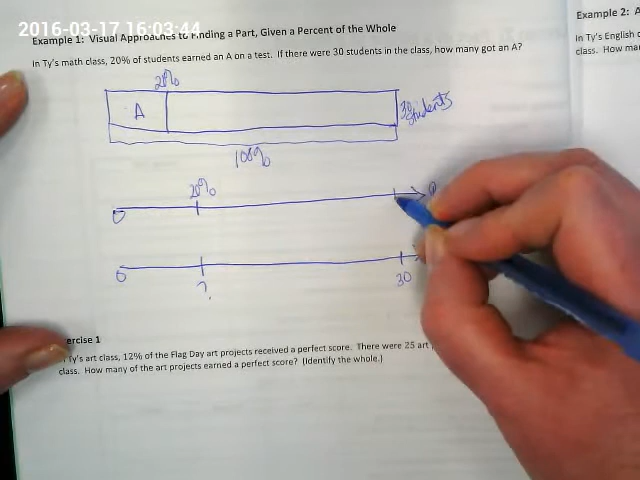 2016-03-17 16:03:44
Example 1: Visual Approaches to Finding a Part, Given a Percent of the Whole
In Ty's math class, 20% of students earned an A on a test. If there were 30 students in the class, how many got an A?
20%
A
30 students
100%
20%
0
0
?
30
Exercise 1
Ty's art class, 12% of the Flag Day art projects received a perfect score. There were 25 art
class. How many of the art projects earned a perfect score? (Identify the whole.)
Example 2: A
In Ty's English
class. How